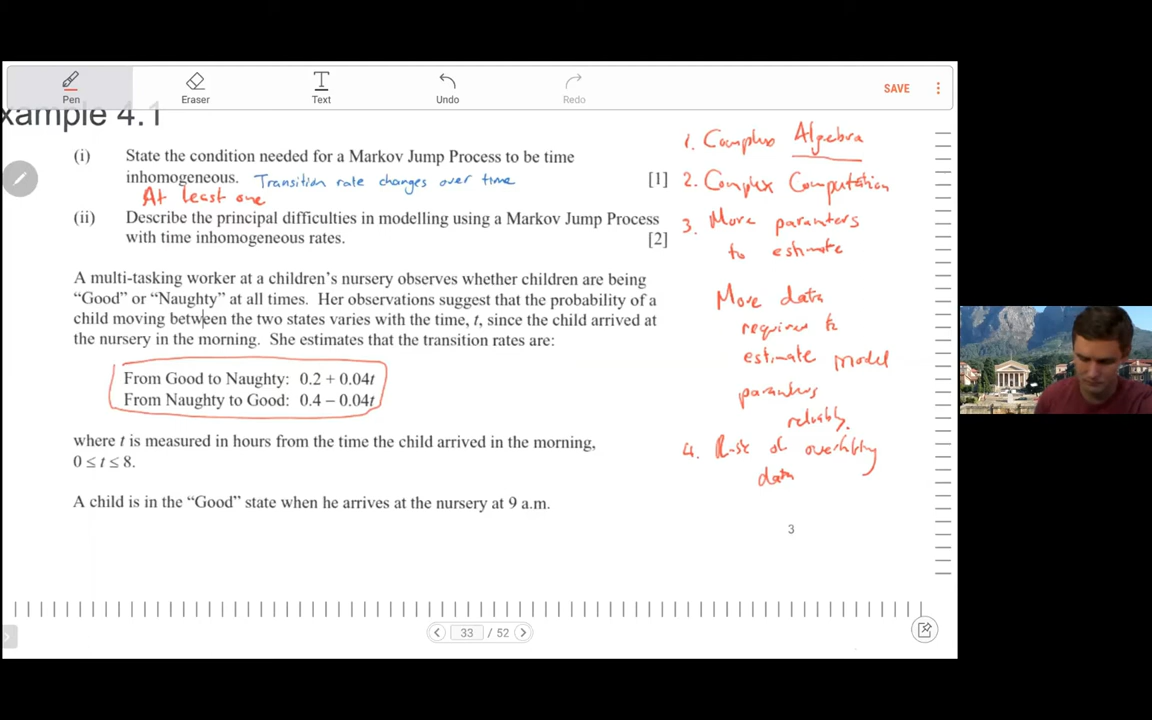 Pen
Eraser
Text
Undo
Redo
SAVE
xample 4.1
(i) State the condition needed for a Markov Jump Process to be time
inhomogeneous. Transition rate changes over time [1]
At least one
(ii) Describe the principal difficulties in modelling using a Markov Jump Process
with time inhomogeneous rates. [2]
A multi-tasking worker at a children's nursery observes whether children are being
"Good" or "Naughty" at all times. Her observations suggest that the probability of a
child moving between the two states varies with the time, t, since the child arrived at
the nursery in the morning. She estimates that the transition rates are:
From Good to Naughty: 0.2 + 0.04t
From Naughty to Good: 0.4 – 0.04t
where t is measured in hours from the time the child arrived in the morning,
0 ≤ t ≤ 8.
A child is in the "Good" state when he arrives at the nursery at 9 a.m.
1. Complex Algebra
2. Complex Computation
3. More parameters
to estimate
More data
required to
estimate model
parameters
reliably.
4. Risk of overfitting
data
3
33 / 52